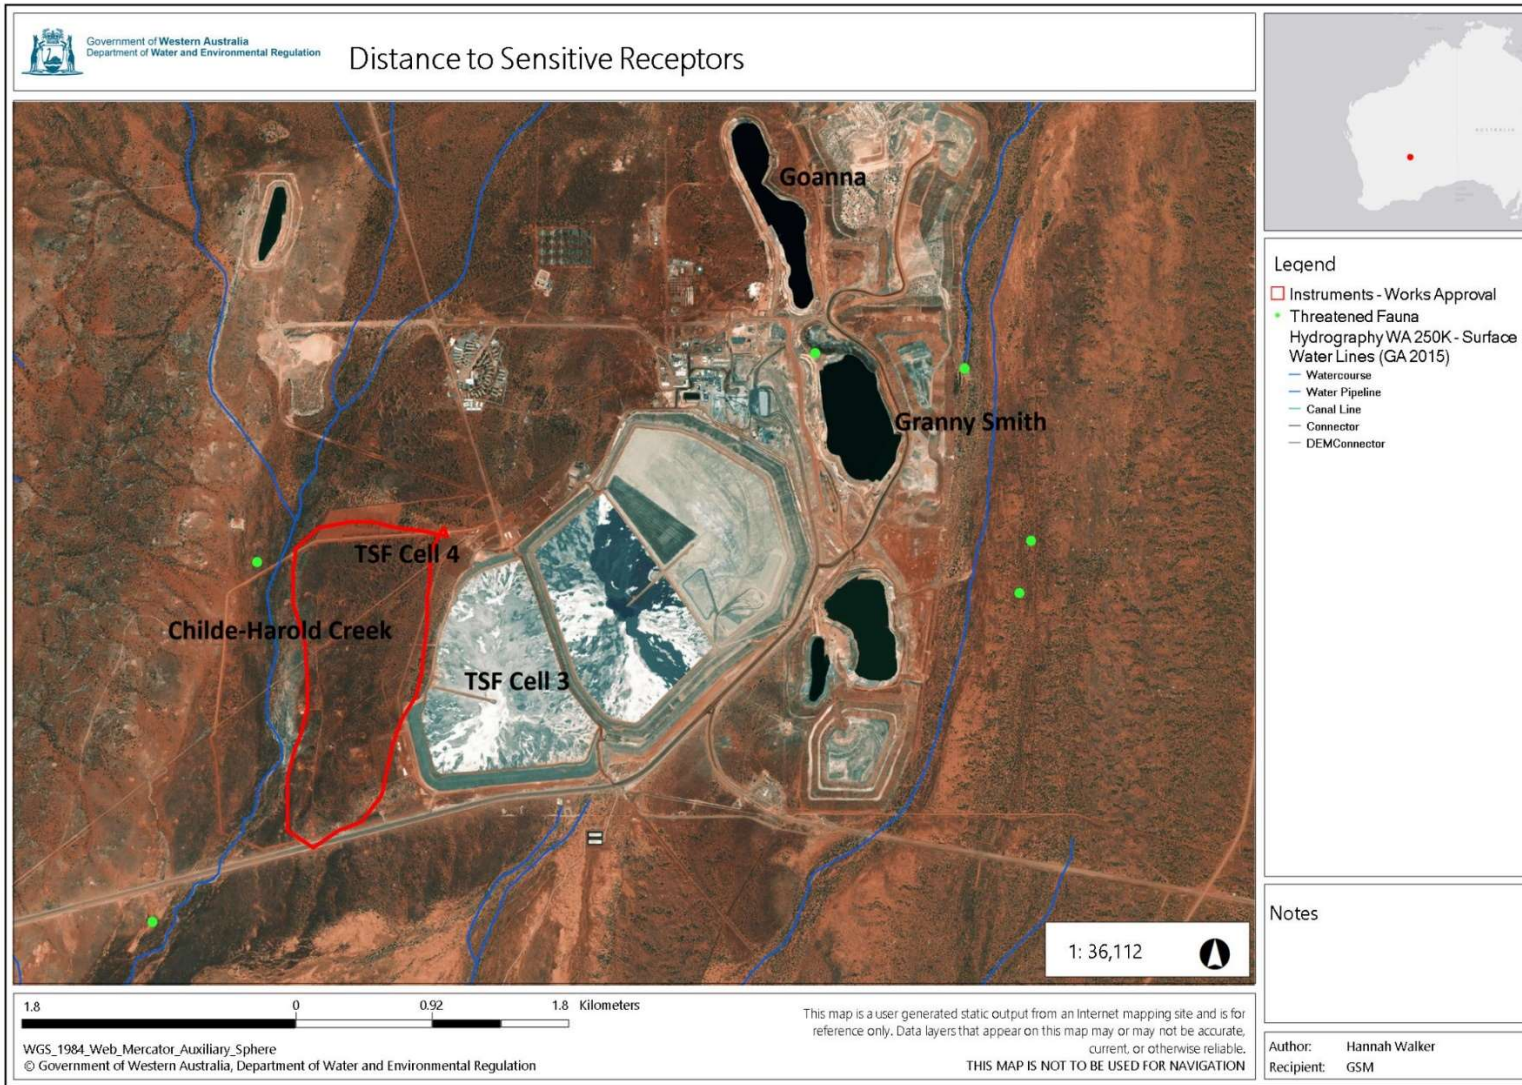 Government of Western Australia
Department of Water and Environmental Regulation
Distance to Sensitive Receptors
Goanna
Granny Smith
TSF Cell 4
Childe-Harold Creek
TSF Cell 3
1: 36,112
Legend
Instruments - Works Approval
Threatened Fauna
Hydrography WA 250K - Surface
Water Lines (GA 2015)
Watercourse
Water Pipeline
Canal Line
Connector
DEMConnector
Notes
1.8 0 0.92 1.8 Kilometers
WGS_1984_Web_Mercator_Auxiliary_Sphere
© Government of Western Australia, Department of Water and Environmental Regulation
This map is a user generated static output from an Internet mapping site and is for
reference only. Data layers that appear on this map may or may not be accurate,
current, or otherwise reliable.
THIS MAP IS NOT TO BE USED FOR NAVIGATION
Author: Hannah Walker
Recipient: GSM